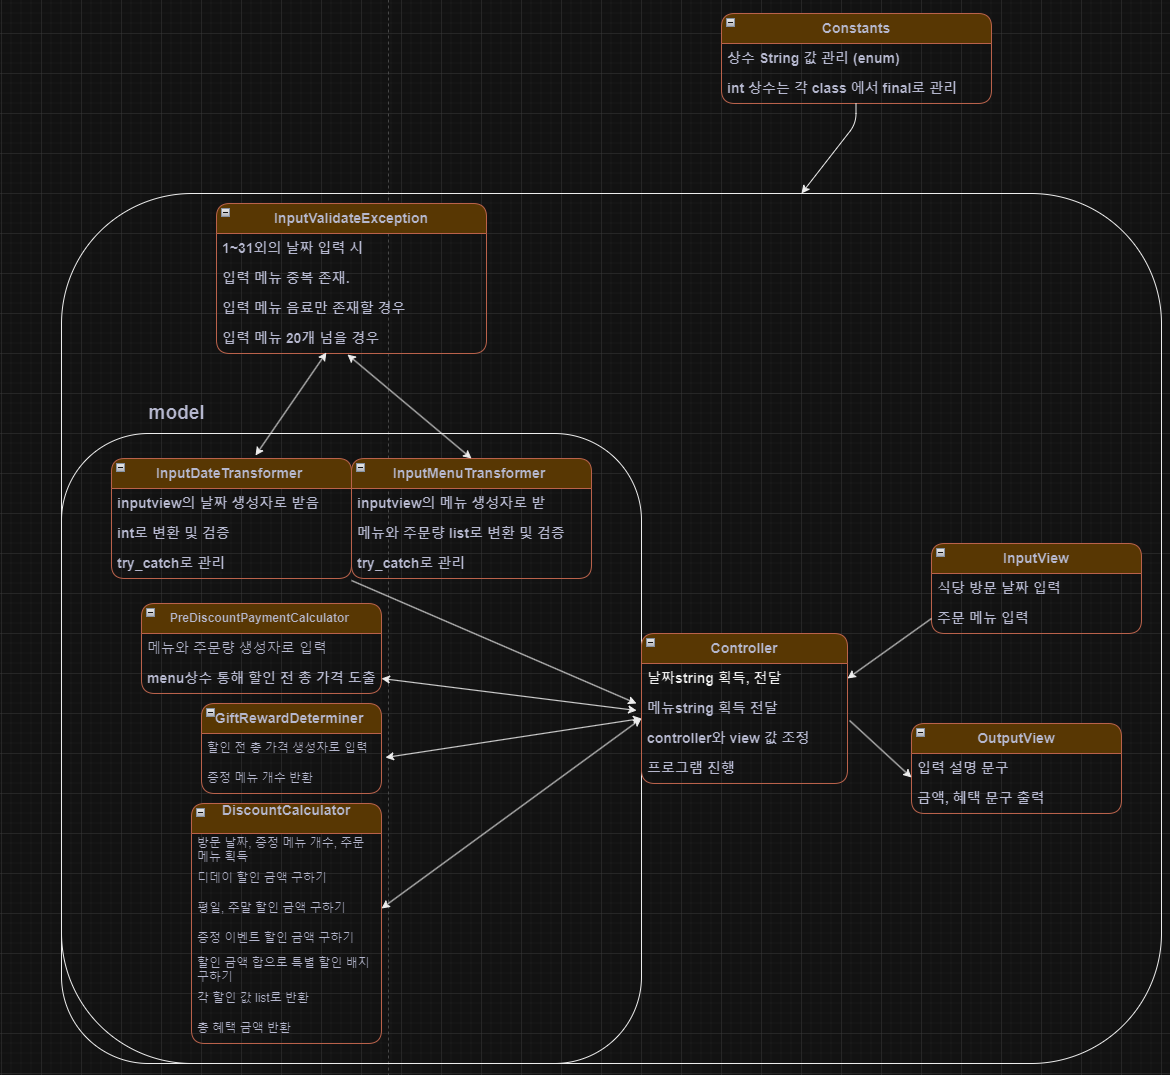 Constants
상수 String 값 관리 (enum)
int 상수는 각 class 에서 final로 관리
InputValidateException
1~31외의 날짜 입력 시
입력 메뉴 중복 존재.
입력 메뉴 음료만 존재할 경우
입력 메뉴 20개 넘을 경우
model
InputDateTransformer
inputview의 날짜 생성자로 받음
int로 변환 및 검증
try_catch로 관리
InputMenuTransformer
inputview의 메뉴 생성자로 받
메뉴와 주문량 list로 변환 및 검증
try_catch로 관리
PreDiscountPaymentCalculator
메뉴와 주문량 생성자로 입력
menu상수 통해 할인 전 총 가격 도출
GiftRewardDeterminer
할인 전 총 가격 생성자로 입력
증정 메뉴 개수 반환
DiscountCalculator
방문 날짜, 증정 메뉴 개수, 주문
메뉴 획득
디데이 할인 금액 구하기
평일, 주말 할인 금액 구하기
증정 이벤트 할인 금액 구하기
할인 금액 합으로 특별 할인 배지
구하기
각 할인 값 list로 반환
총 혜택 금액 반환
Controller
날짜string 획득, 전달
메뉴string 획득 전달
controller와 view 값 조정
프로그램 진행
InputView
식당 방문 날짜 입력
주문 메뉴 입력
OutputView
입력 설명 문구
금액, 혜택 문구 출력